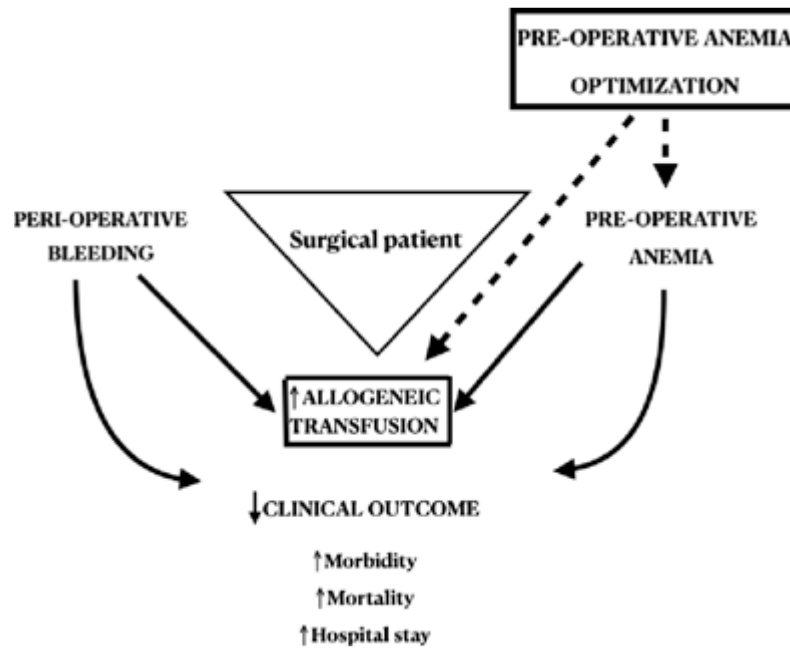 PRE-OPERATIVE ANEMIA
OPTIMIZATION
PERI-OPERATIVE
BLEEDING
Surgical patient
PRE-OPERATIVE
ANEMIA
↑ALLOGENEIC
TRANSFUSION
↓CLINICAL OUTCOME
↑Morbidity
↑Mortality
↑Hospital stay